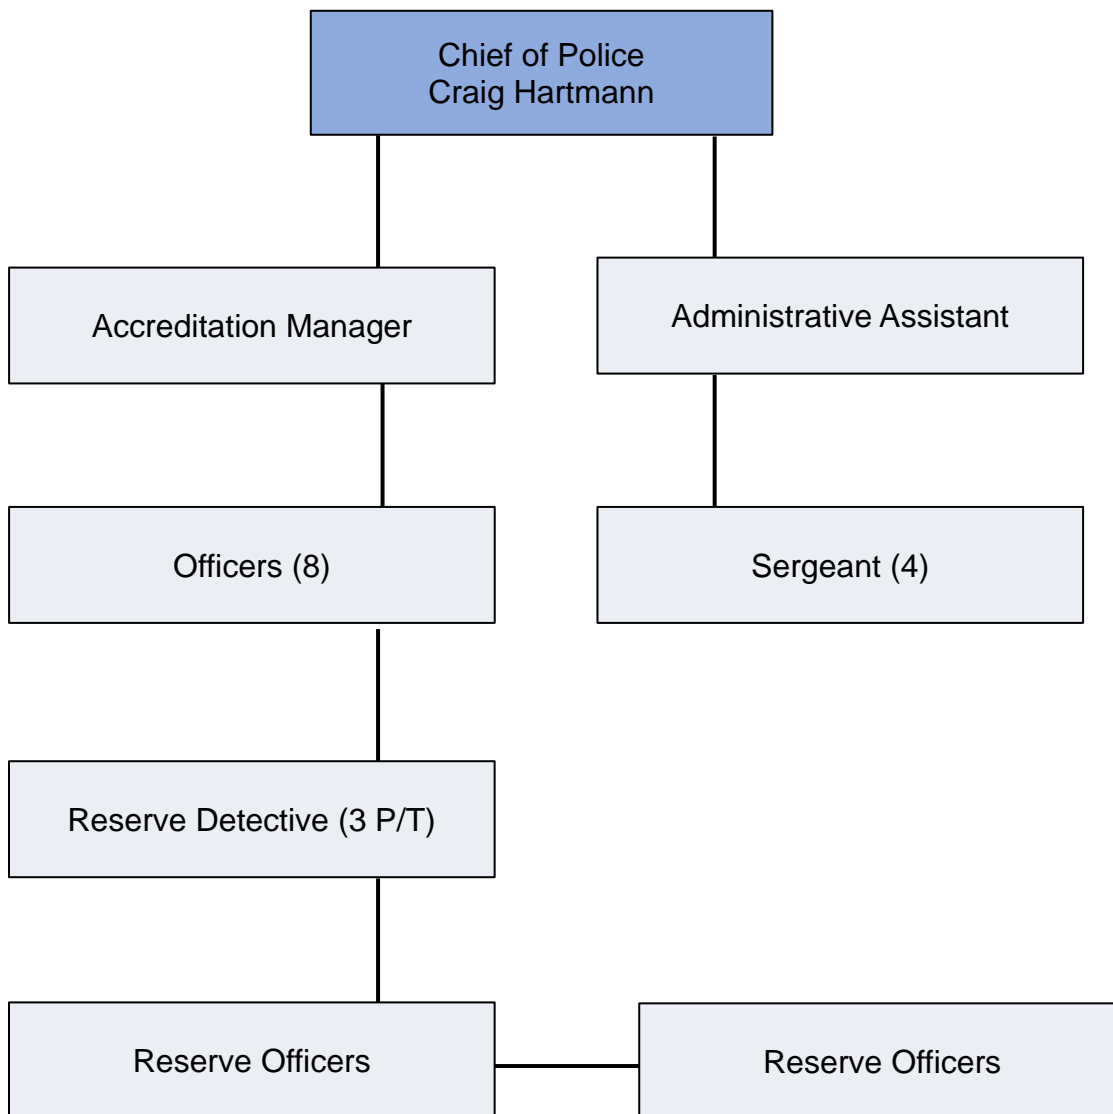 Chief of Police
Craig Hartmann
Accreditation Manager
Administrative Assistant
Officers (8)
Sergeant (4)
Reserve Detective (3 P/T)
Reserve Officers
Reserve Officers